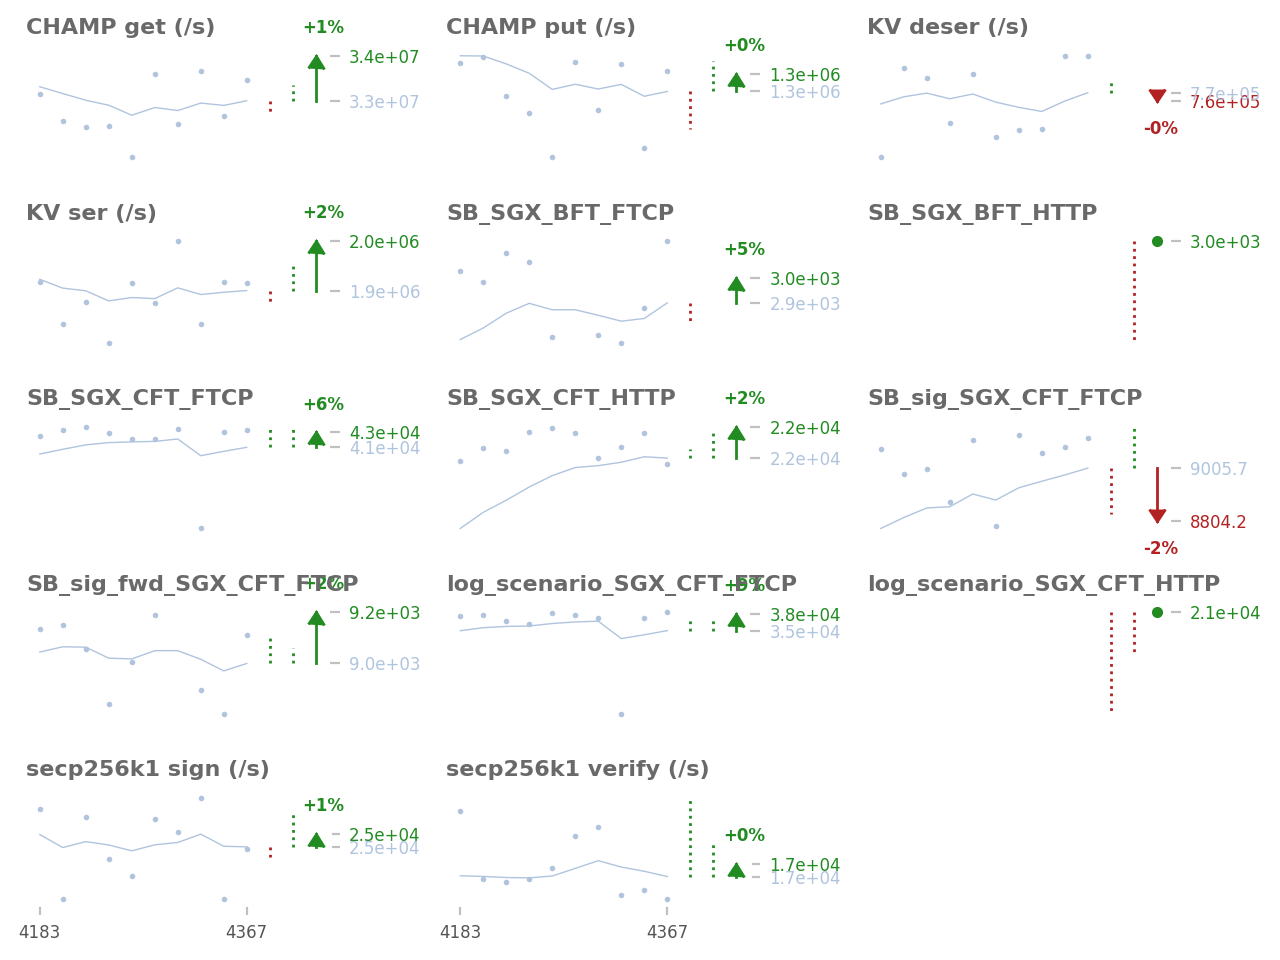 CHAMP get (/s)
+1%
3.4e+07
3.3e+07
CHAMP put (/s)
+0%
1.3e+06
1.3e+06
KV deser (/s)
7.7e+05
7.6e+05
-0%
KV ser (/s)
+2%
2.0e+06
1.9e+06
SB_SGX_BFT_FTCP
+5%
3.0e+03
2.9e+03
SB_SGX_BFT_HTTP
3.0e+03
SB_SGX_CFT_FTCP
+6%
4.3e+04
4.1e+04
SB_SGX_CFT_HTTP
+2%
2.2e+04
2.2e+04
SB_sig_SGX_CFT_FTCP
9005.7
8804.2
-2%
SB_sig_fwd_SGX_CFT_FTCP
+2%
9.2e+03
9.0e+03
log_scenario_SGX_CFT_FTCP
3.8e+04
3.5e+04
log_scenario_SGX_CFT_HTTP
2.1e+04
secp256k1 sign (/s)
+1%
2.5e+04
2.5e+04
4183
4367
secp256k1 verify (/s)
+0%
1.7e+04
1.7e+04
4183
4367